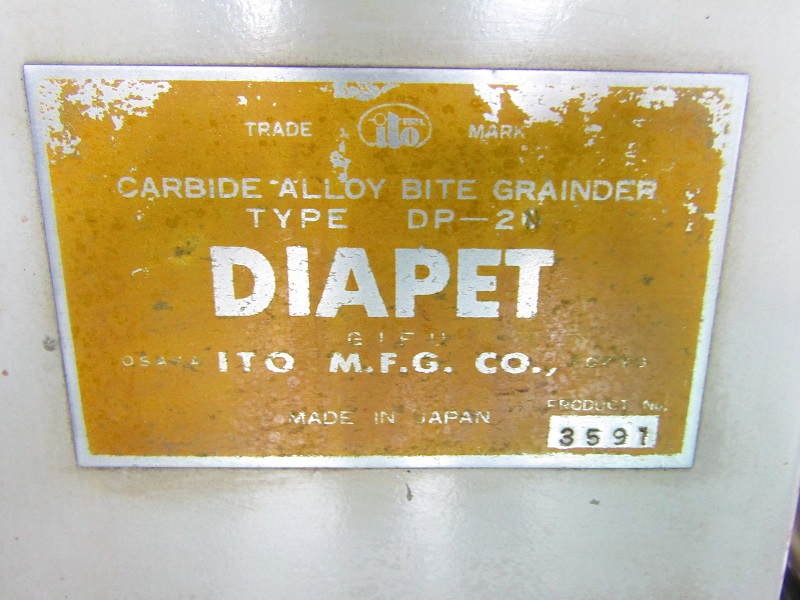 TRADE ito MARK
CARBIDE ALLOY BITE GRAINDER
TYPE DP-2N
DIAPET
GIFU
OSAKA ITO M.F.G. CO., TOKYO
MADE IN JAPAN
PRODUCT No.
3591